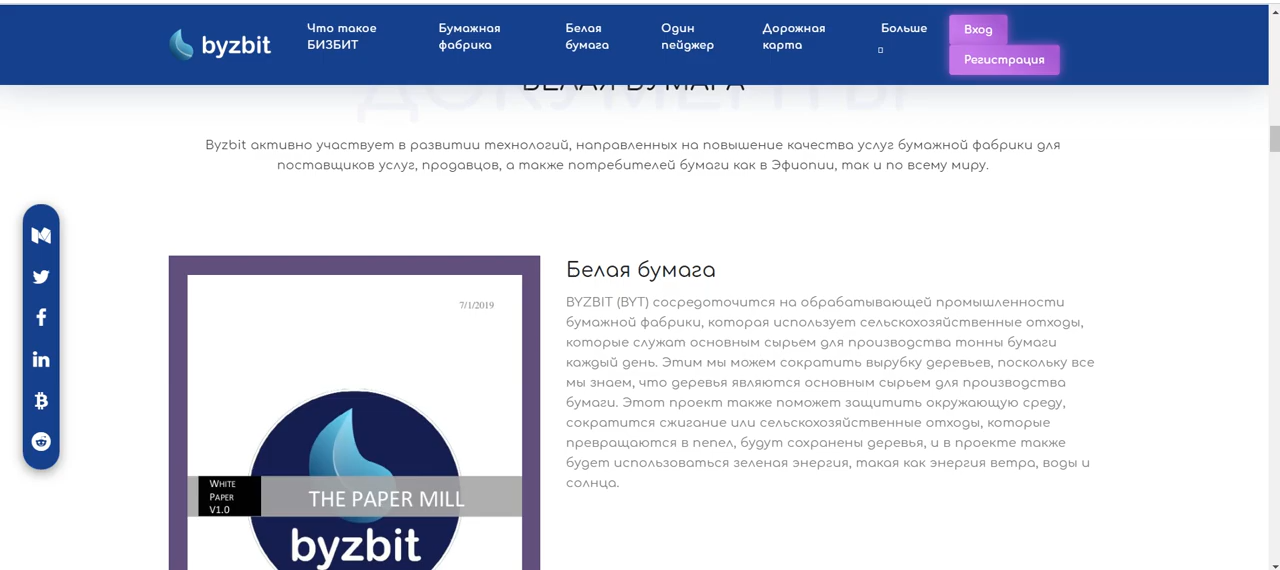 byzbit
Что такое
БИЗБИТ
Бумажная
фабрика
Белая
бумага
Один
пейджер
Дорожная
карта
Больше
Вход
Регистрация
ДОКУМЕНТЫ
БЕЛАЯ БУМАГА
Byzbit активно участвует в развитии технологий, направленных на повышение качества услуг бумажной фабрики для
поставщиков услуг, продавцов, а также потребителей бумаги как в Эфиопии, так и по всему миру.
7/1/2019
WHITE
PAPER
V1.0
THE PAPER MILL
byzbit
Белая бумага
BYZBIT (BYT) сосредоточится на обрабатывающей промышленности
бумажной фабрики, которая использует сельскохозяйственные отходы,
которые служат основным сырьем для производства тонны бумаги
каждый день. Этим мы можем сократить вырубку деревьев, поскольку все
мы знаем, что деревья являются основным сырьем для производства
бумаги. Этот проект также поможет защитить окружающую среду,
сократится сжигание или сельскохозяйственные отходы, которые
превращаются в пепел, будут сохранены деревья, и в проекте также
будет использоваться зеленая энергия, такая как энергия ветра, воды и
солнца.